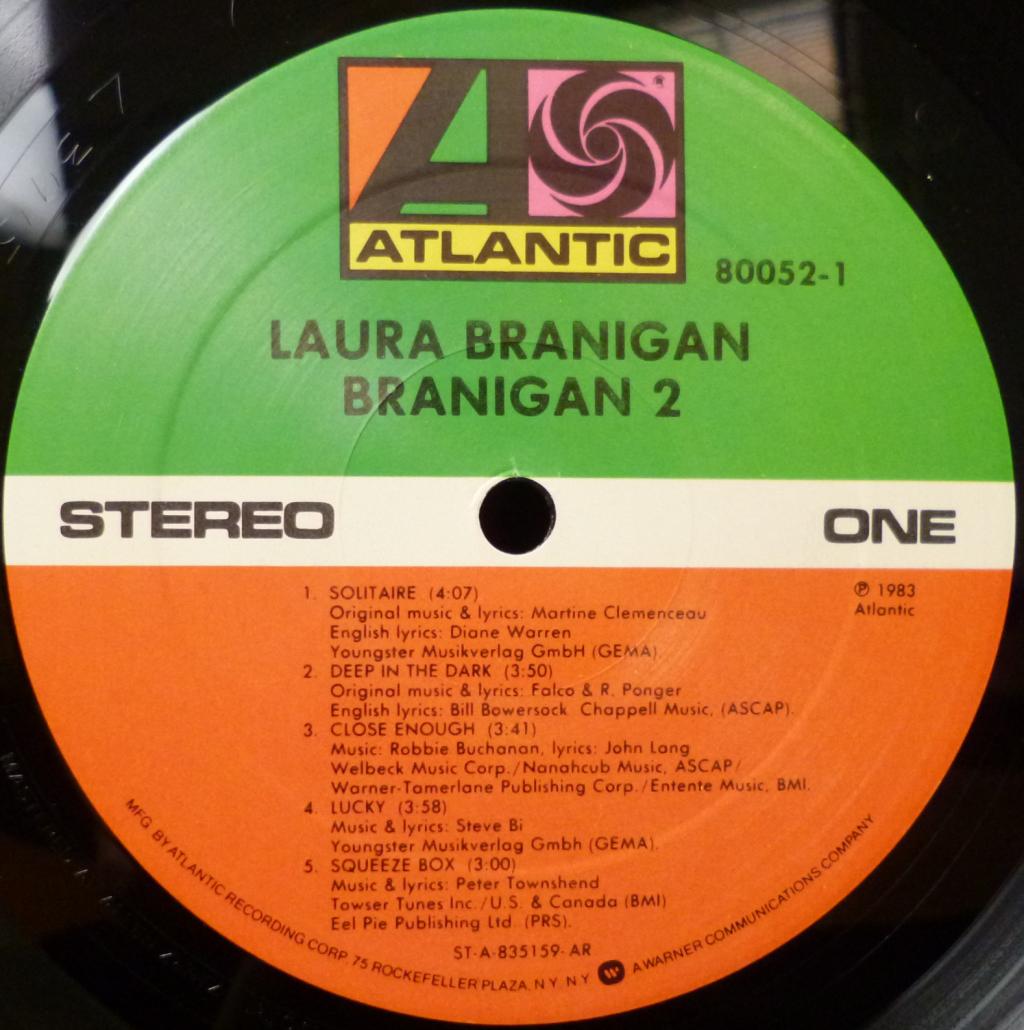 ATLANTIC
®
80052-1
LAURA BRANIGAN
BRANIGAN 2
STEREO
ONE
1. SOLITAIRE (4:07)
Original music & lyrics: Martine Clemenceau
English lyrics: Diane Warren
Youngster Musikverlag GmbH (GEMA).
2. DEEP IN THE DARK (3:50)
Original music & lyrics: Falco & R. Ponger
English lyrics: Bill Bowersock Chappell Music, (ASCAP).
3. CLOSE ENOUGH (3:41)
Music: Robbie Buchanan, lyrics: John Lang
Welbeck Music Corp./Nanahcub Music, ASCAP/
Warner-Tamerlane Publishing Corp./Entente Music, BMI.
4. LUCKY (3:58)
Music & lyrics: Steve Bi
Youngster Musikverlag Gmbh (GEMA).
5. SQUEEZE BOX (3:00)
Music & lyrics: Peter Townshend
Towser Tunes Inc./U.S. & Canada (BMI)
Eel Pie Publishing Ltd. (PRS).
℗ 1983
Atlantic
ST-A-835159-AR
MFG. BY ATLANTIC RECORDING CORP. 75 ROCKEFELLER PLAZA, N.Y. N.Y. A WARNER COMMUNICATIONS COMPANY